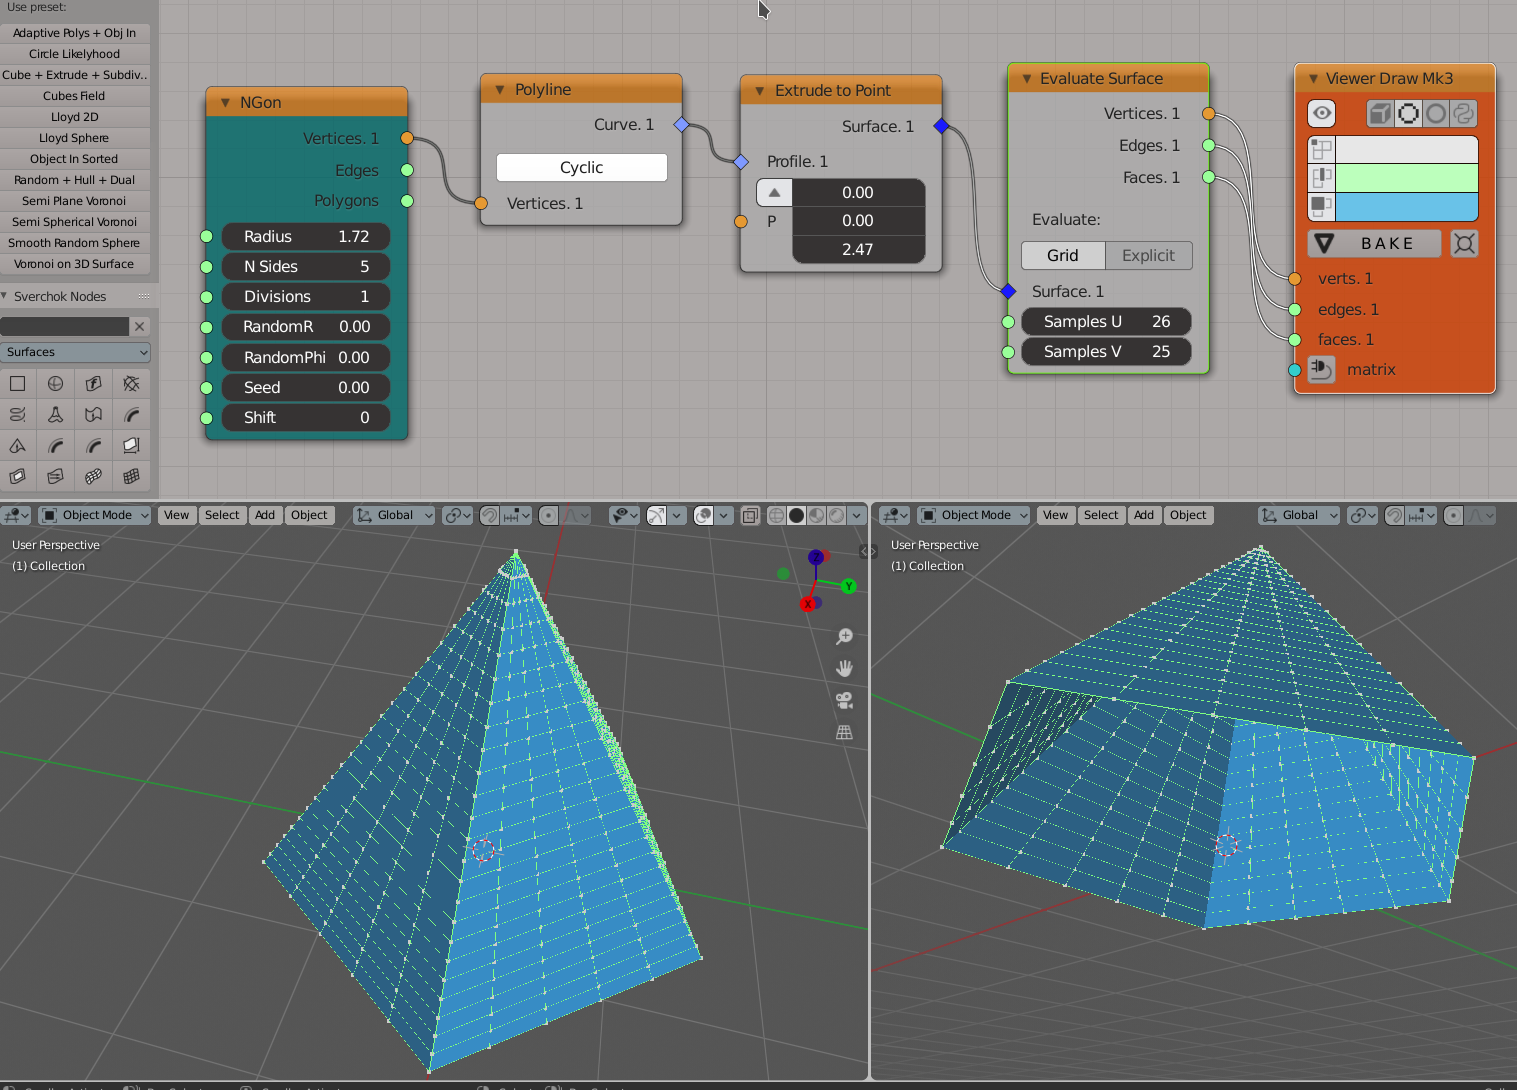 Use preset:
Adaptive Polys + Obj In
Circle Likelyhood
Cube + Extrude + Subdiv..
Cubes Field
Lloyd 2D
Lloyd Sphere
Object In Sorted
Random + Hull + Dual
Semi Plane Voronoi
Semi Spherical Voronoi
Smooth Random Sphere
Voronoi on 3D Surface
Sverchok Nodes
Surfaces
NGon
Vertices. 1
Edges
Polygons
Radius 1.72
N Sides 5
Divisions 1
RandomR 0.00
RandomPhi 0.00
Seed 0.00
Shift 0
Polyline
Curve. 1
Cyclic
Vertices. 1
Extrude to Point
Surface. 1
Profile. 1
0.00
P 0.00
2.47
Evaluate Surface
Vertices. 1
Edges. 1
Faces. 1
Evaluate:
Grid Explicit
Surface. 1
Samples U 26
Samples V 25
Viewer Draw Mk3
BAKE
verts. 1
edges. 1
faces. 1
matrix
Object Mode View Select Add Object Global
User Perspective
(1) Collection
Z
Y
X
Object Mode View Select Add Object Global
User Perspective
(1) Collection